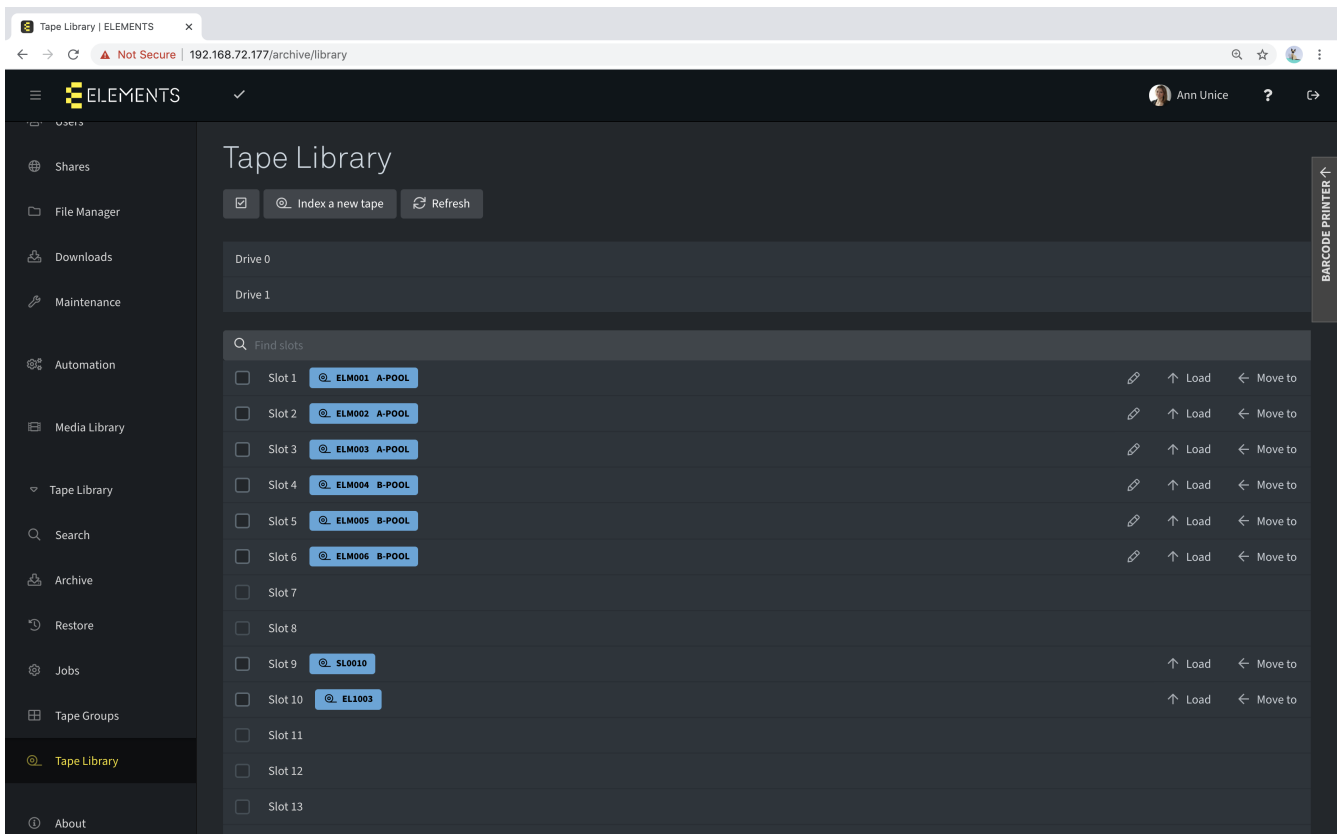 Tape Library | ELEMENTS
Not Secure | 192.168.72.177/archive/library
ELEMENTS
Ann Unice
?
Users
Shares
File Manager
Downloads
Maintenance
Automation
Media Library
Tape Library
Search
Archive
Restore
Jobs
Tape Groups
Tape Library
About
Tape Library
Index a new tape
Refresh
BARCODE PRINTER
Drive 0
Drive 1
Find slots
Slot 1 ELM001 A-POOL Load Move to
Slot 2 ELM002 A-POOL Load Move to
Slot 3 ELM003 A-POOL Load Move to
Slot 4 ELM004 B-POOL Load Move to
Slot 5 ELM005 B-POOL Load Move to
Slot 6 ELM006 B-POOL Load Move to
Slot 7
Slot 8
Slot 9 SL0010 Load Move to
Slot 10 EL1003 Load Move to
Slot 11
Slot 12
Slot 13